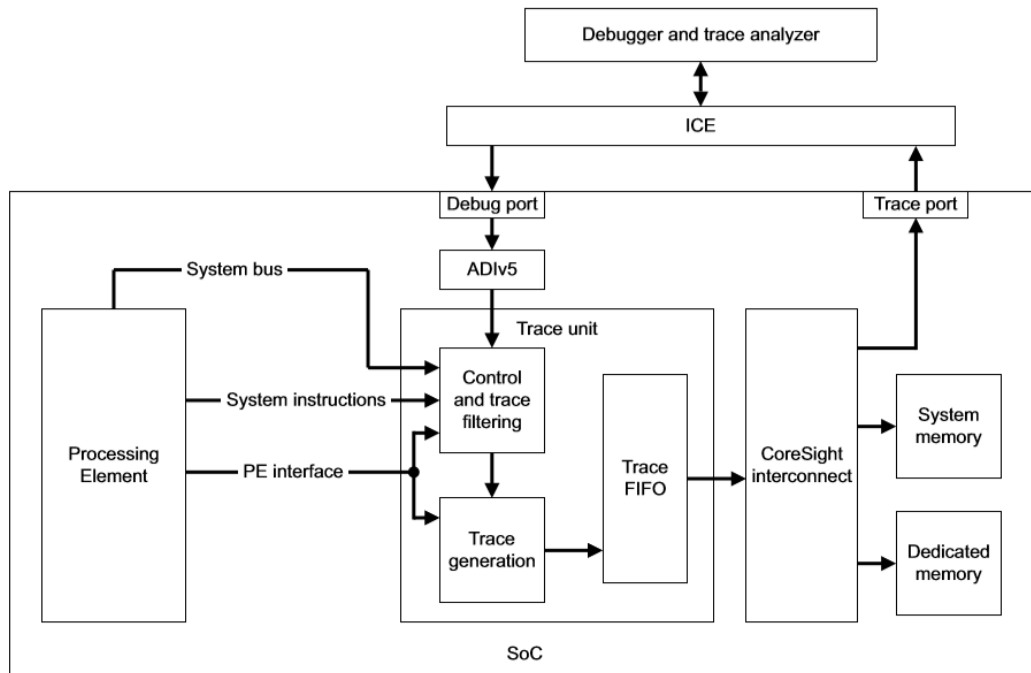 Debugger and trace analyzer
ICE
Debug port
Trace port
ADIv5
System bus
Trace unit
Control
and trace
filtering
System instructions
Processing
Element
PE interface
Trace
FIFO
CoreSight
interconnect
System
memory
Trace
generation
Dedicated
memory
SoC